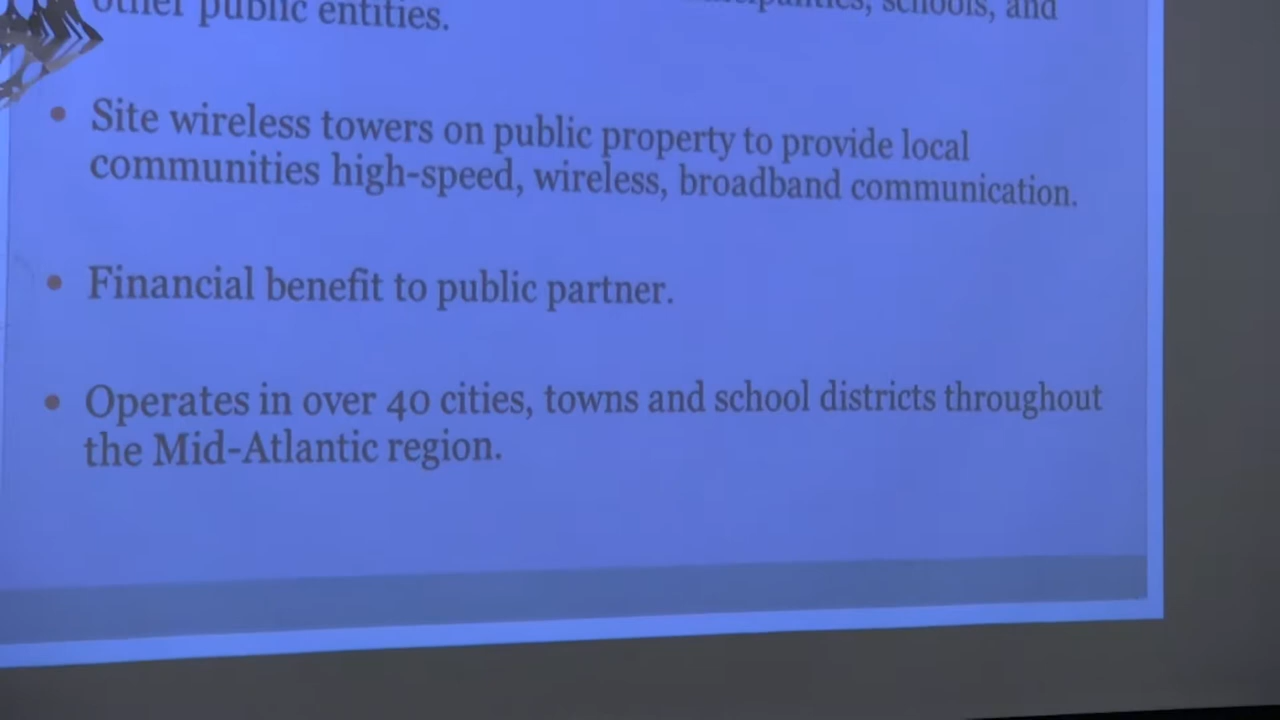 schools, and
other public entities.
• Site wireless towers on public property to provide local
communities high-speed, wireless, broadband communication.
• Financial benefit to public partner.
• Operates in over 40 cities, towns and school districts throughout
the Mid-Atlantic region.